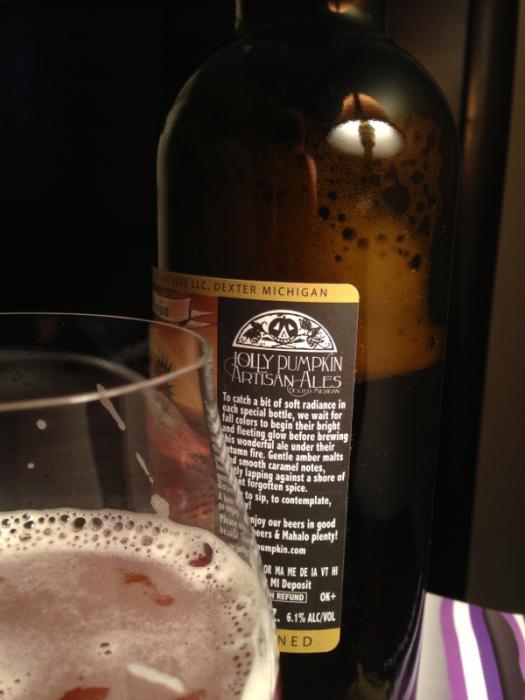 ALES LLC, DEXTER MICHIGAN
JOLLY PUMPKIN
ARTISAN ALES
DEXTER MICHIGAN
To catch a bit of soft radiance in
each special bottle, we wait for
fall colors to begin their bright
and fleeting glow before brewing
this wonderful ale under their
autumn fire. Gentle amber malts
and smooth caramel notes,
lapping against a shore of
forgotten spice.
to sip, to contemplate,
enjoy our beers in good
beers & Mahalo plenty!
pumpkin.com
OR MA ME DE IA VT HI
MI Deposit
REFUND OK+
6.1% ALC/VOL